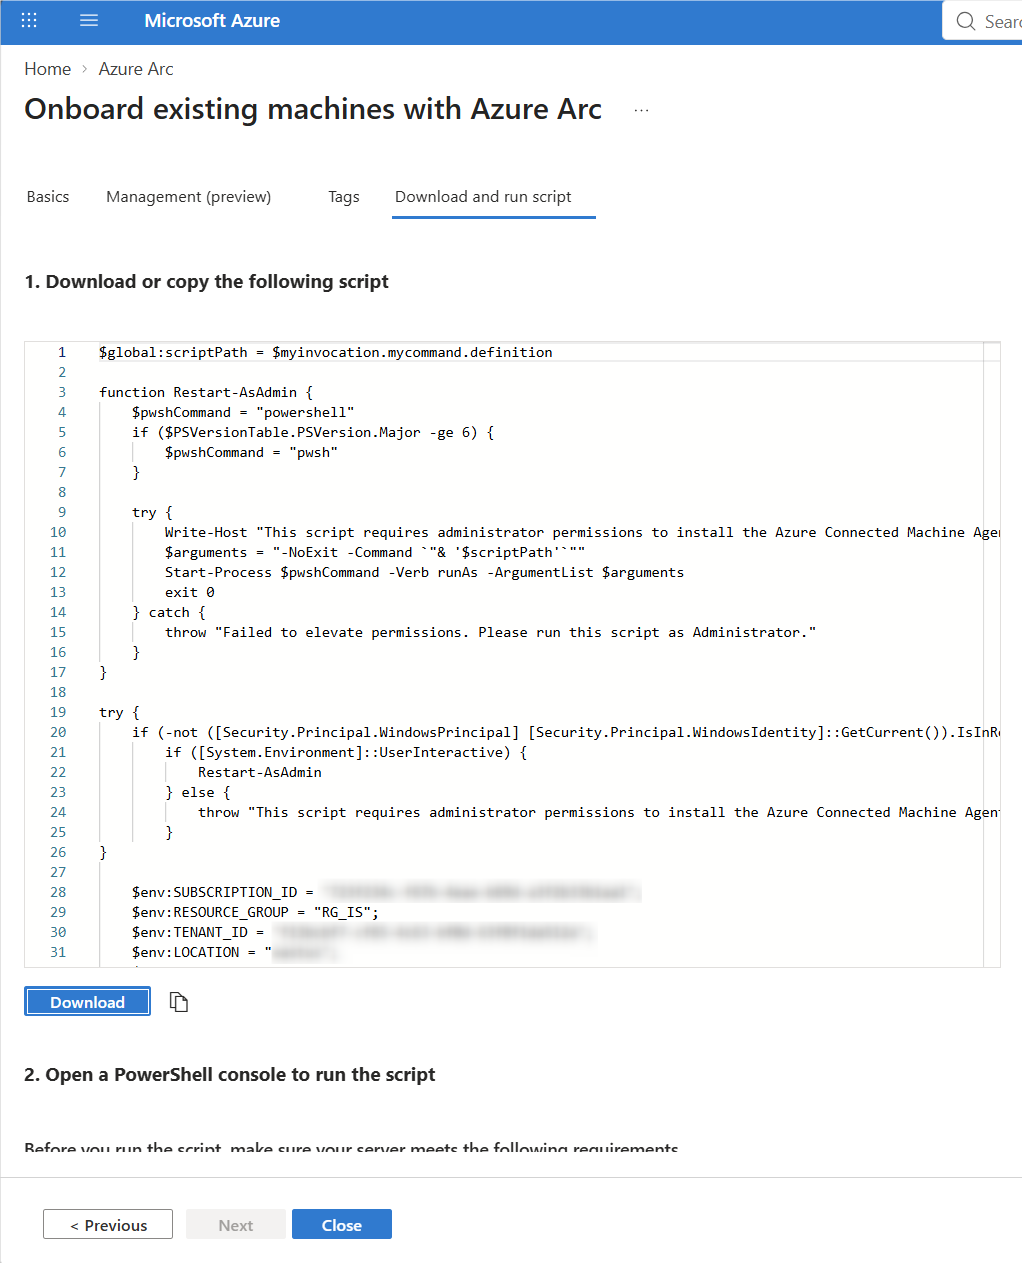 Microsoft Azure
Sear
Home > Azure Arc
Onboard existing machines with Azure Arc ...
Basics Management (preview) Tags Download and run script
1. Download or copy the following script
1 $global:scriptPath = $myinvocation.mycommand.definition
2
3 function Restart-AsAdmin {
4 $pwshCommand = "powershell"
5 if ($PSVersionTable.PSVersion.Major -ge 6) {
6 $pwshCommand = "pwsh"
7 }
8
9 try {
10 Write-Host "This script requires administrator permissions to install the Azure Connected Machine Age
11 $arguments = "-NoExit -Command `"& '$scriptPath'`""
12 Start-Process $pwshCommand -Verb runAs -ArgumentList $arguments
13 exit 0
14 } catch {
15 throw "Failed to elevate permissions. Please run this script as Administrator."
16 }
17 }
18
19 try {
20 if (-not ([Security.Principal.WindowsPrincipal] [Security.Principal.WindowsIdentity]::GetCurrent()).IsInR
21 if ([System.Environment]::UserInteractive) {
22 Restart-AsAdmin
23 } else {
24 throw "This script requires administrator permissions to install the Azure Connected Machine Agen
25 }
26 }
27
28 $env:SUBSCRIPTION_ID =
29 $env:RESOURCE_GROUP = "RG_IS";
30 $env:TENANT_ID =
31 $env:LOCATION = "
Download
2. Open a PowerShell console to run the script
Before you run the script, make sure your server meets the following requirements
< Previous Next Close